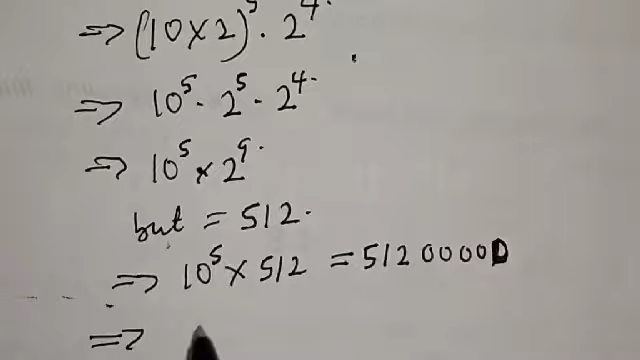 => (10 × 2)^5 · 2^4
=> 10^5 · 2^5 · 2^4
=> 10^5 × 2^9
but = 512.
=> 10^5 × 512 = 51200000
=>